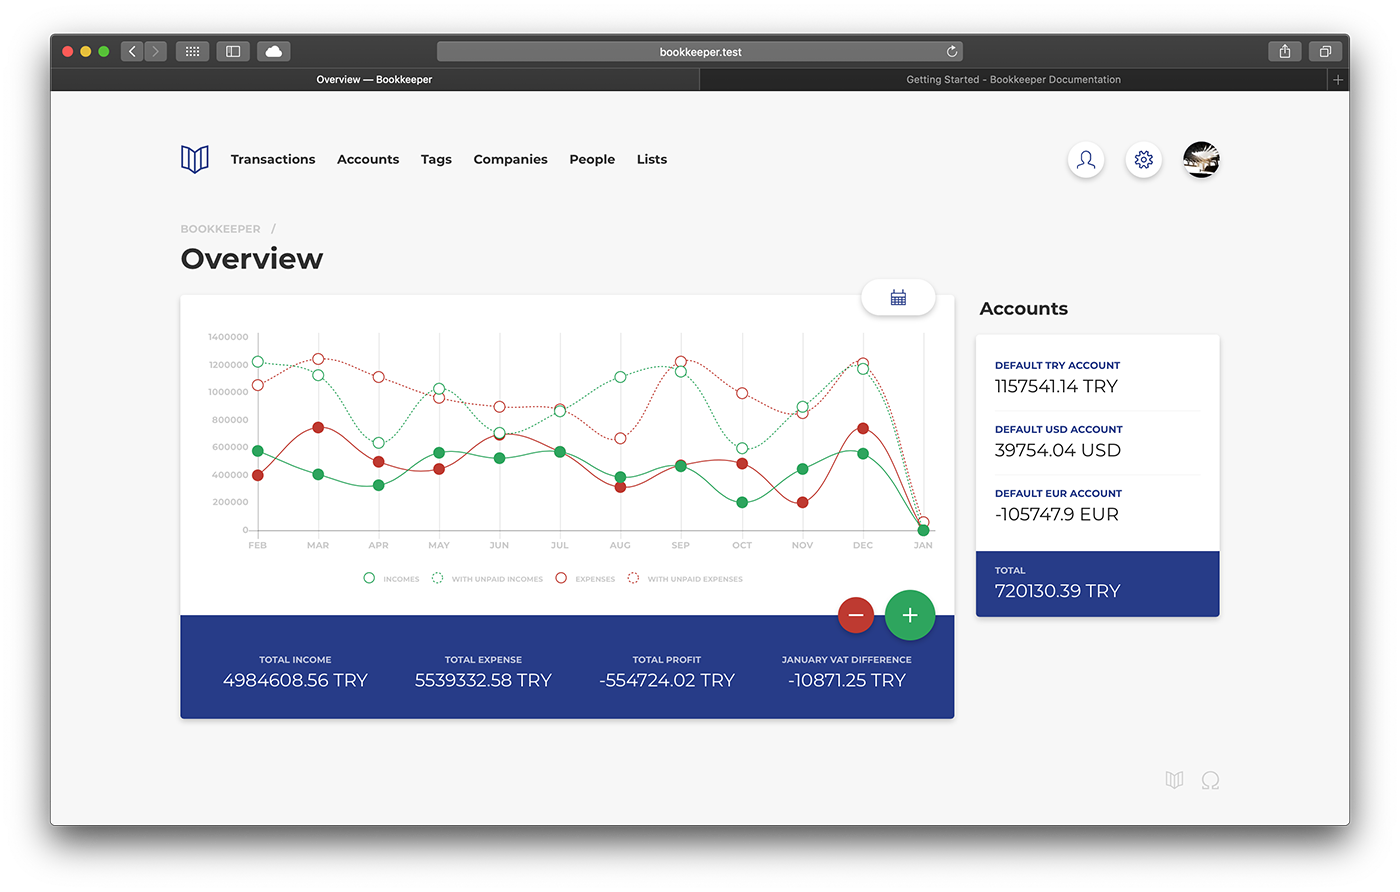 bookkeeper.test
Overview — Bookkeeper
Getting Started - Bookkeeper Documentation
Transactions Accounts Tags Companies People Lists
BOOKKEEPER /
Overview
1400000
1200000
1000000
800000
600000
400000
200000
0
FEB MAR APR MAY JUN JUL AUG SEP OCT NOV DEC JAN
INCOMES WITH UNPAID INCOMES EXPENSES WITH UNPAID EXPENSES
TOTAL INCOME
4984608.56 TRY
TOTAL EXPENSE
5539332.58 TRY
TOTAL PROFIT
-554724.02 TRY
JANUARY VAT DIFFERENCE
-10871.25 TRY
Accounts
DEFAULT TRY ACCOUNT
1157541.14 TRY
DEFAULT USD ACCOUNT
39754.04 USD
DEFAULT EUR ACCOUNT
-105747.9 EUR
TOTAL
720130.39 TRY